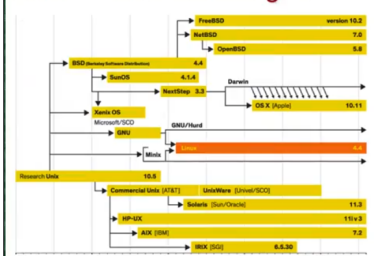 FreeBSD version 10.2
NetBSD 7.0
OpenBSD 5.8
BSD (Berkeley Software Distribution) 4.4
SunOS 4.1.4
Darwin
NextStep 3.3
OS X [Apple] 10.11
Xenix OS
Microsoft/SCO
GNU/Hurd
GNU
Linux 4.4
Minix
Research Unix 10.5
Commercial Unix [AT&T] UnixWare [Univel/SCO]
Solaris [Sun/Oracle] 11.3
HP-UX 11i v3
AIX [IBM] 7.2
IRIX [SGI] 6.5.30